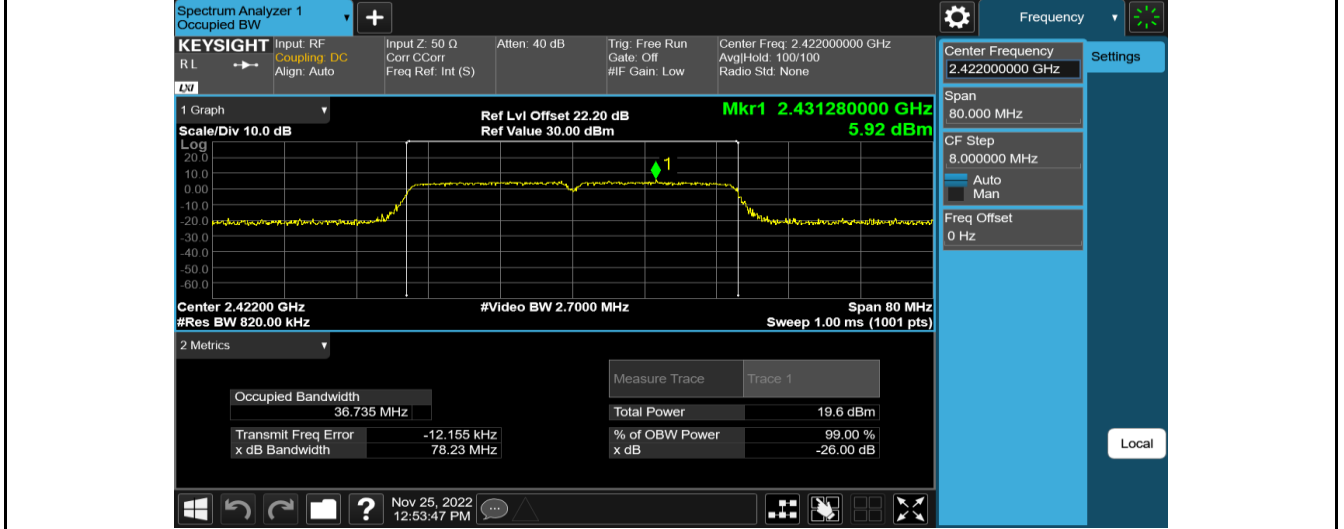 Spectrum Analyzer 1
Occupied BW
Frequency
KEYSIGHT
RL
LXI
Input: RF
Coupling: DC
Align: Auto
Input Z: 50 Ω
Corr CCorr
Freq Ref: Int (S)
Atten: 40 dB
Trig: Free Run
Gate: Off
#IF Gain: Low
Center Freq: 2.422000000 GHz
Avg|Hold: 100/100
Radio Std: None
Center Frequency
2.422000000 GHz
Settings
Span
80.000 MHz
CF Step
8.000000 MHz
Auto
Man
Freq Offset
0 Hz
Local
1 Graph
Scale/Div 10.0 dB
Ref Lvl Offset 22.20 dB
Ref Value 30.00 dBm
Mkr1 2.431280000 GHz
5.92 dBm
Log
20.0
10.0
0.00
-10.0
-20.0
-30.0
-40.0
-50.0
-60.0
1
Center 2.42200 GHz
#Video BW 2.7000 MHz
Span 80 MHz
#Res BW 820.00 kHz
Sweep 1.00 ms (1001 pts)
2 Metrics
Measure Trace Trace 1
Occupied Bandwidth
36.735 MHz
Total Power 19.6 dBm
Transmit Freq Error -12.155 kHz
% of OBW Power 99.00 %
x dB Bandwidth 78.23 MHz
x dB -26.00 dB
Nov 25, 2022
12:53:47 PM